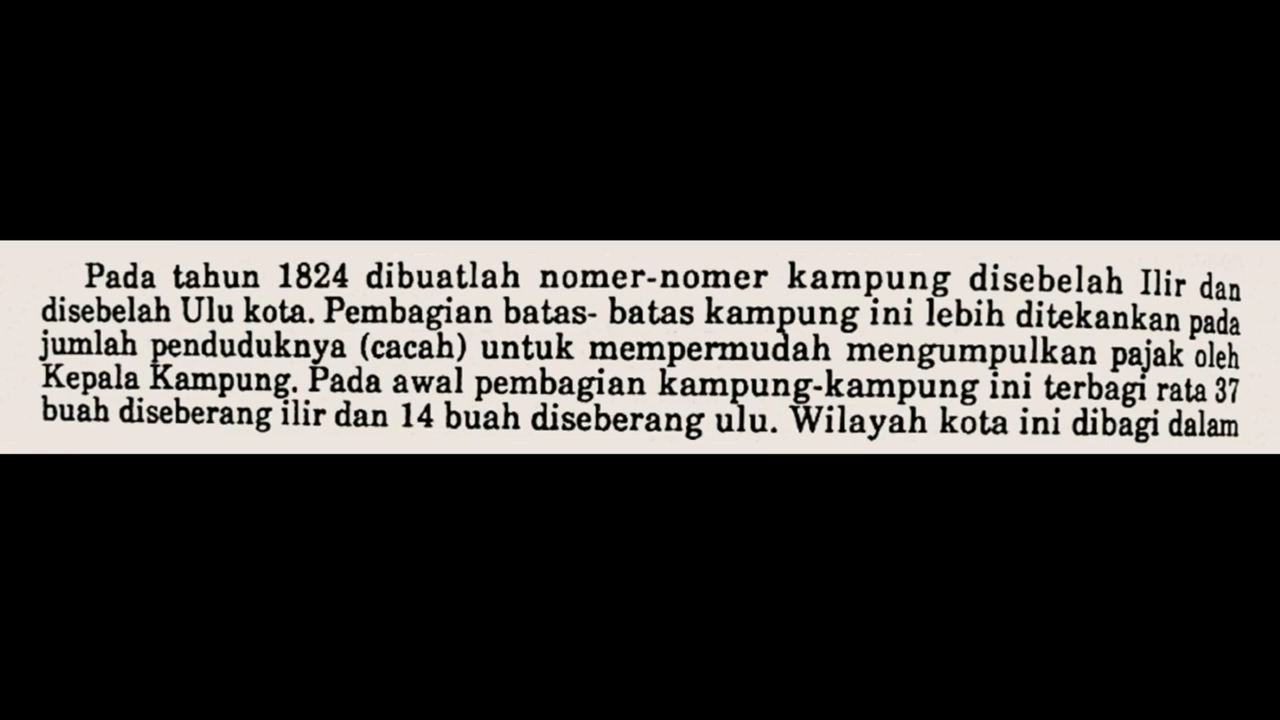 Pada tahun 1824 dibuatlah nomer-nomer kampung disebelah Ilir dan
disebelah Ulu kota. Pembagian batas- batas kampung ini lebih ditekankan pada
jumlah penduduknya (cacah) untuk mempermudah mengumpulkan pajak oleh
Kepala Kampung. Pada awal pembagian kampung-kampung ini terbagi rata 37
buah diseberang ilir dan 14 buah diseberang ulu. Wilayah kota ini dibagi dalam